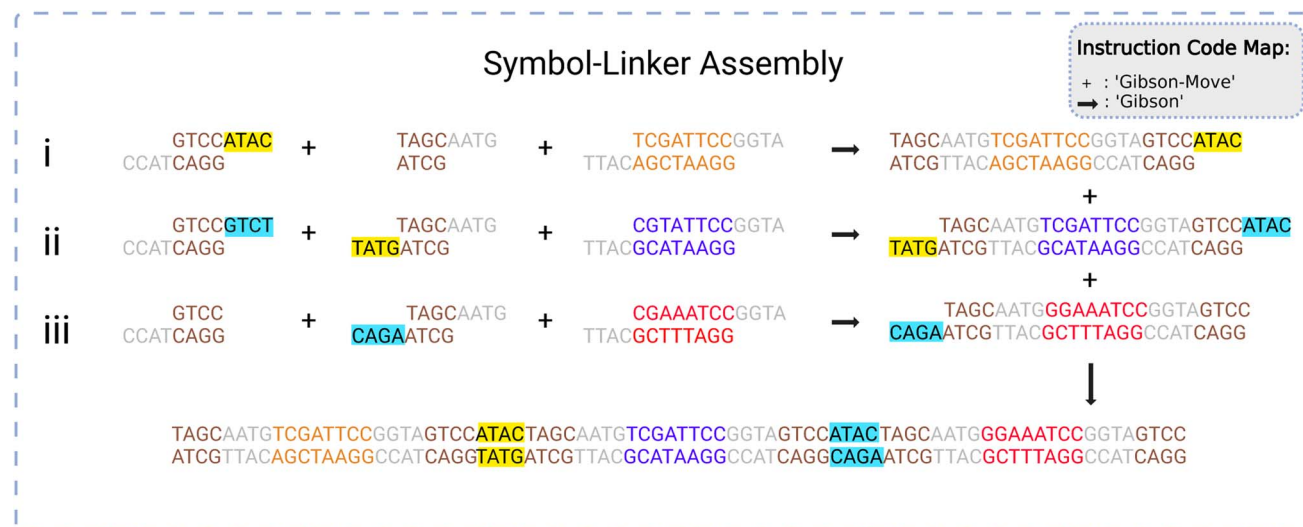 Instruction Code Map:
+ : 'Gibson-Move'
➡ : 'Gibson'
Symbol-Linker Assembly
i
GTCCATAC + TAGCAATG + TCGATTCCGGTA ➡ TAGCAATGTCGATTCCGGTAGTCCATAC
CCATCAGG ATCG TTACAGCTAAGG ATCGTTACAGCTAAGGCCATCAGG
+
ii
GTCCGTCT + TAGCAATG + CGTATTCCGGTA ➡ TAGCAATGTCGATTCCGGTAGTCCATAC
CCATCAGG TATGATCG TTACGCATAAGG TATGATCGTTACGCATAAGGCCATCAGG
+
iii
GTCC + TAGCAATG + CGAAATCCGGTA ➡ TAGCAATGGGAAATCCGGTAGTCC
CCATCAGG CAGAATCG TTACGCTTTAGG CAGAATCGTTACGCTTTAGGCCATCAGG
TAGCAATGTCGATTCCGGTAGTCCATACTAGCAATGTCGATTCCGGTAGTCCATACTAGCAATGGGAAATCCGGTAGTCC
ATCGTTACAGCTAAGGCCATCAGGTATGATCGTTACGCATAAGGCCATCAGGCAGAATCGTTACGCTTTAGGCCATCAGG